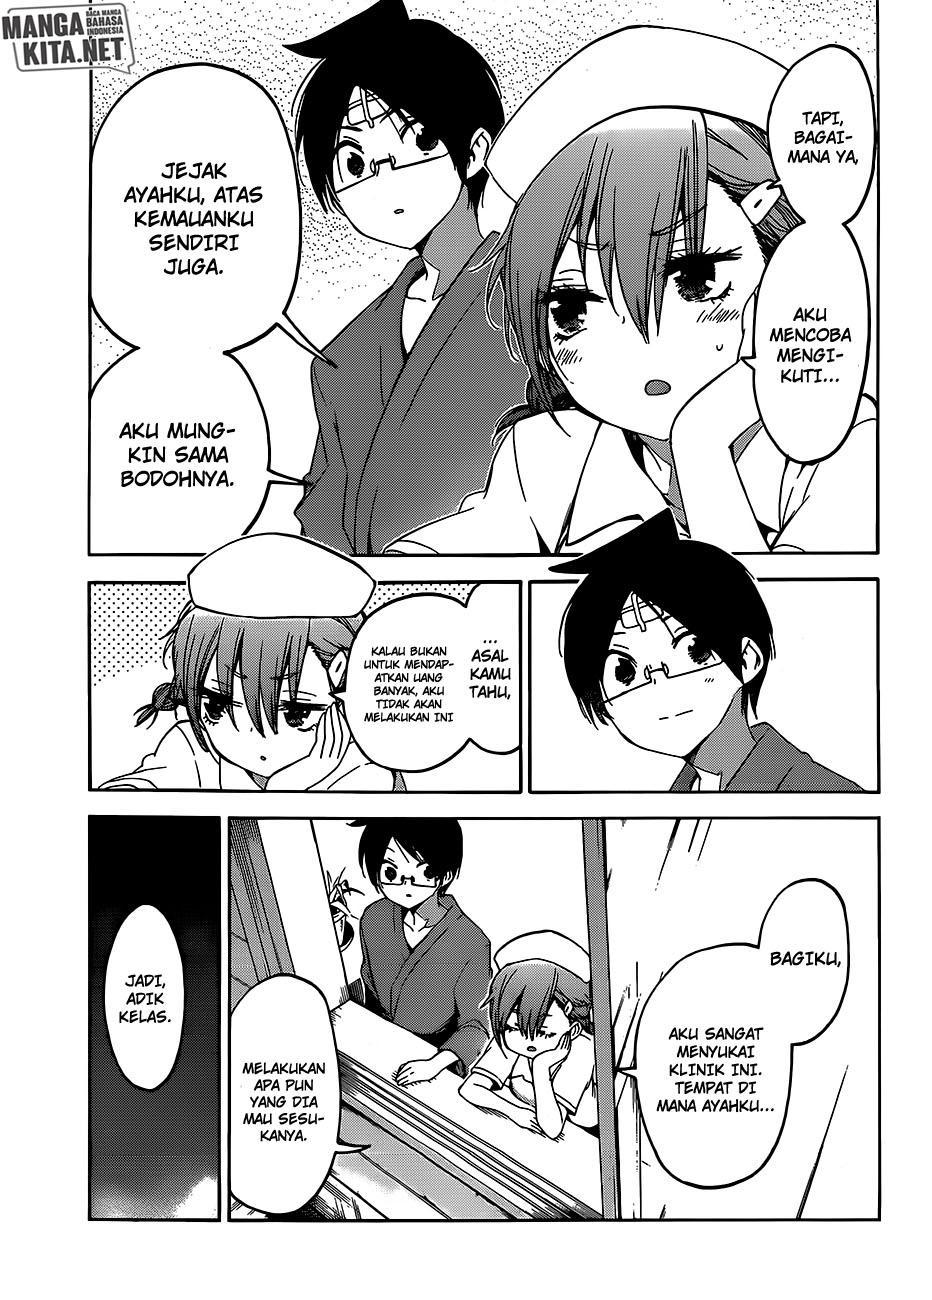 MANGA
KITA.NET
BACA MANGA
BAHASA
INDONESIA
TAPI,
BAGAI-
MANA YA,
AKU
MENCOBA
MENGI-
KUTI...
JEJAK
AYAHKU, ATAS
KEMAUANKU
SENDIRI
JUGA.
AKU MUNG-
KIN SAMA
BODOHNYA.
...
ASAL
KAMU
TAHU,
KALAU BUKAN
UNTUK MENDAP-
ATKAN UANG
BANYAK, AKU
TIDAK AKAN
MELAKUKAN INI
BAGIKU,
AKU SANGAT
MENYUKAI
KLINIK INI.
TEMPAT DI
MANA AYAHKU...
MELAKUKAN
APA PUN
YANG DIA
MAU SESU-
KANYA.
JADI,
ADIK
KELAS.